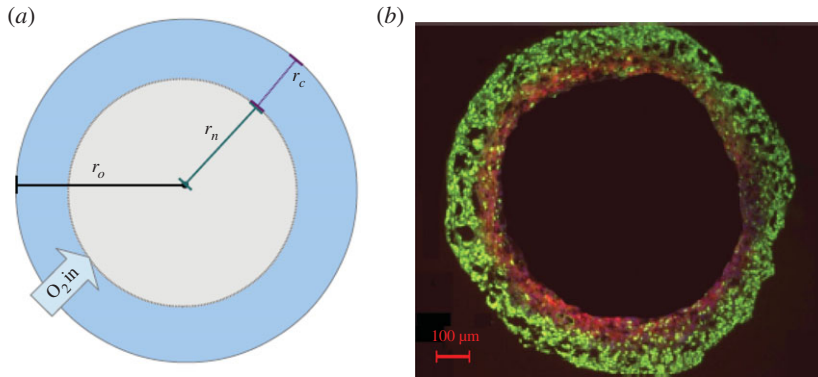 (a)
(b)
r_c
r_n
r_o
O_2 in
100 µm